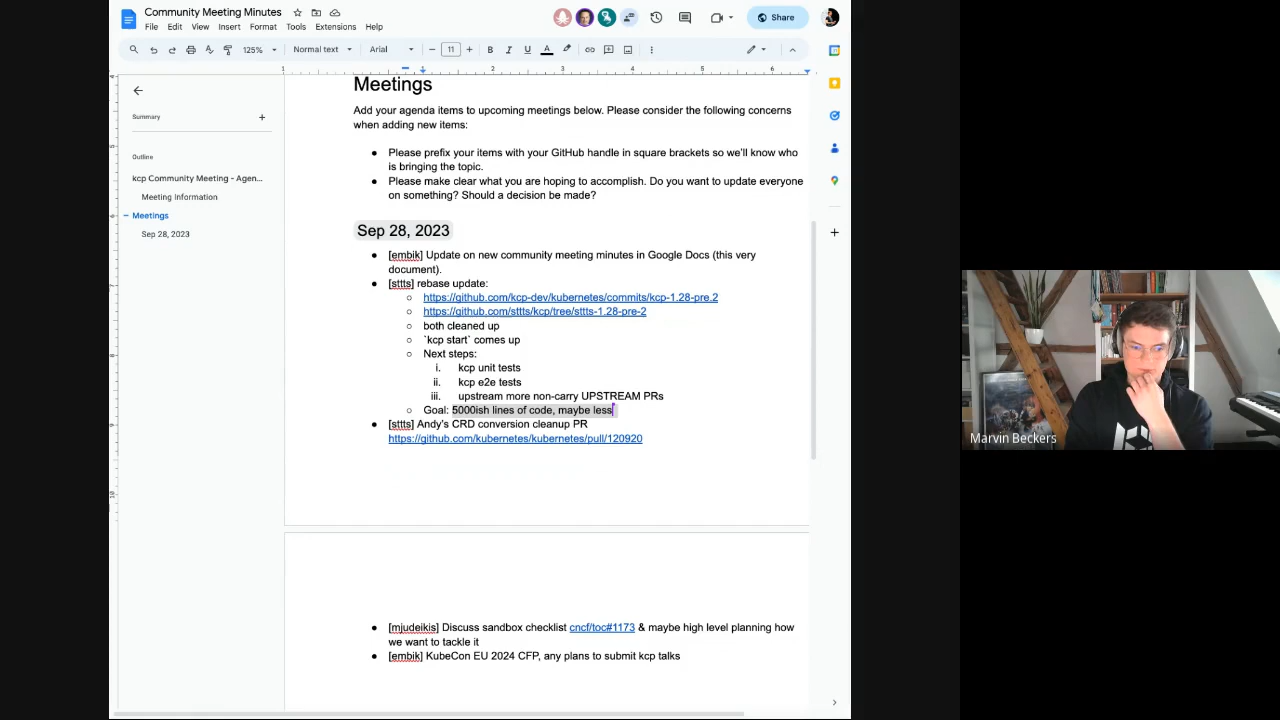 Community Meeting Minutes
File Edit View Insert Format Tools Extensions Help
Share
125% Normal text Arial 11 B I U A
1 2 3 4 5 6
Summary
Outline
kcp Community Meeting - Agen...
Meeting Information
Meetings
Sep 28, 2023
Meetings
Add your agenda items to upcoming meetings below. Please consider the following concerns
when adding new items:
● Please prefix your items with your GitHub handle in square brackets so we'll know who
is bringing the topic.
● Please make clear what you are hoping to accomplish. Do you want to update everyone
on something? Should a decision be made?
Sep 28, 2023
● [embik] Update on new community meeting minutes in Google Docs (this very
document).
● [sttts] rebase update:
○ https://github.com/kcp-dev/kubernetes/commits/kcp-1.28-pre.2
○ https://github.com/sttts/kcp/tree/sttts-1.28-pre-2
○ both cleaned up
○ `kcp start` comes up
○ Next steps:
i. kcp unit tests
ii. kcp e2e tests
iii. upstream more non-carry UPSTREAM PRs
○ Goal: 5000ish lines of code, maybe less
● [sttts] Andy's CRD conversion cleanup PR
https://github.com/kubernetes/kubernetes/pull/120920
● [mjudeikis] Discuss sandbox checklist cncf/toc#1173 & maybe high level planning how
we want to tackle it
● [embik] KubeCon EU 2024 CFP, any plans to submit kcp talks
Marvin Beckers